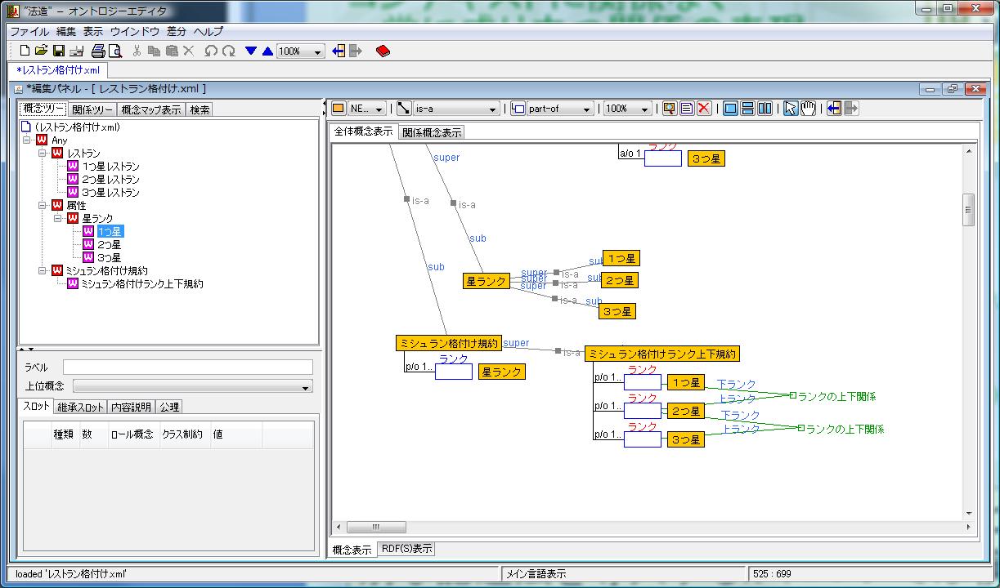 "法造" − オントロジーエディタ
ファイル 編集 表示 ウインドウ 差分 ヘルプ
100%
*レストラン格付け.xml
*編集パネル - [ レストラン格付け.xml ]
概念ツリー 関係ツリー 概念マップ表示 検索
NE... is-a part-of 100%
(レストラン格付け.xml)
Any
レストラン
1つ星レストラン
2つ星レストラン
3つ星レストラン
属性
星ランク
1つ星
2つ星
3つ星
ミシュラン格付け規約
ミシュラン格付けランク上下規約
ラベル
上位概念
スロット 継承スロット 内容説明 公理
種類 数 ロール概念 クラス制約 値
全体概念表示 関係概念表示
ランク
a/o 1 3つ星
super
is-a is-a
sub
sub
星ランク
super is-a sub 1つ星
super is-a sub 2つ星
super is-a sub 3つ星
ミシュラン格付け規約 super is-a ミシュラン格付けランク上下規約
ランク
p/o 1.. 星ランク
ランク
p/o 1.. 1つ星 下ランク
ランクの上下関係
ランク 上ランク
p/o 1.. 2つ星 下ランク
ランクの上下関係
ランク 上ランク
p/o 1.. 3つ星
概念表示 RDF(S)表示
loaded 'レストラン格付け.xml' メイン言語表示 525 : 699